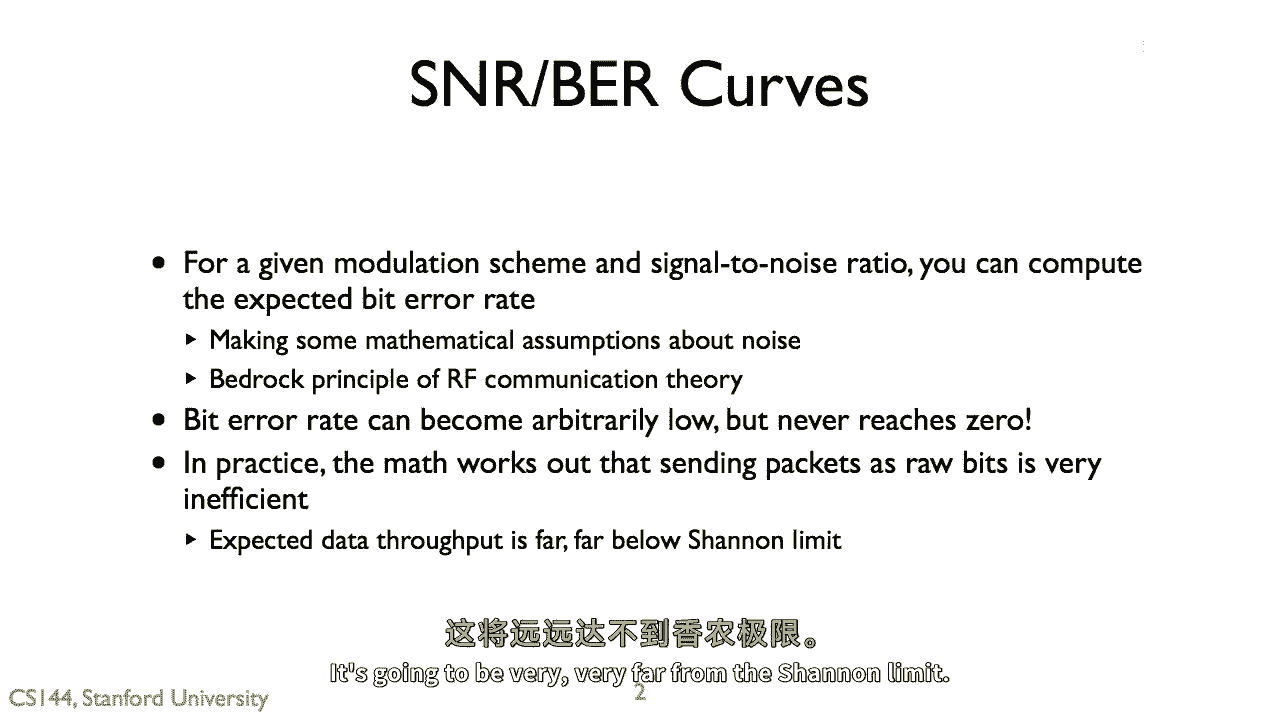 SNR/BER Curves
• For a given modulation scheme and signal-to-noise ratio, you can compute
the expected bit error rate
‣ Making some mathematical assumptions about noise
‣ Bedrock principle of RF communication theory
• Bit error rate can become arbitrarily low, but never reaches zero!
• In practice, the math works out that sending packets as raw bits is very
inefficient
‣ Expected data throughput is far, far below Shannon limit
这将远远达不到香农极限。
It's going to be very, very far from the Shannon limit.
CS144, Stanford University
2